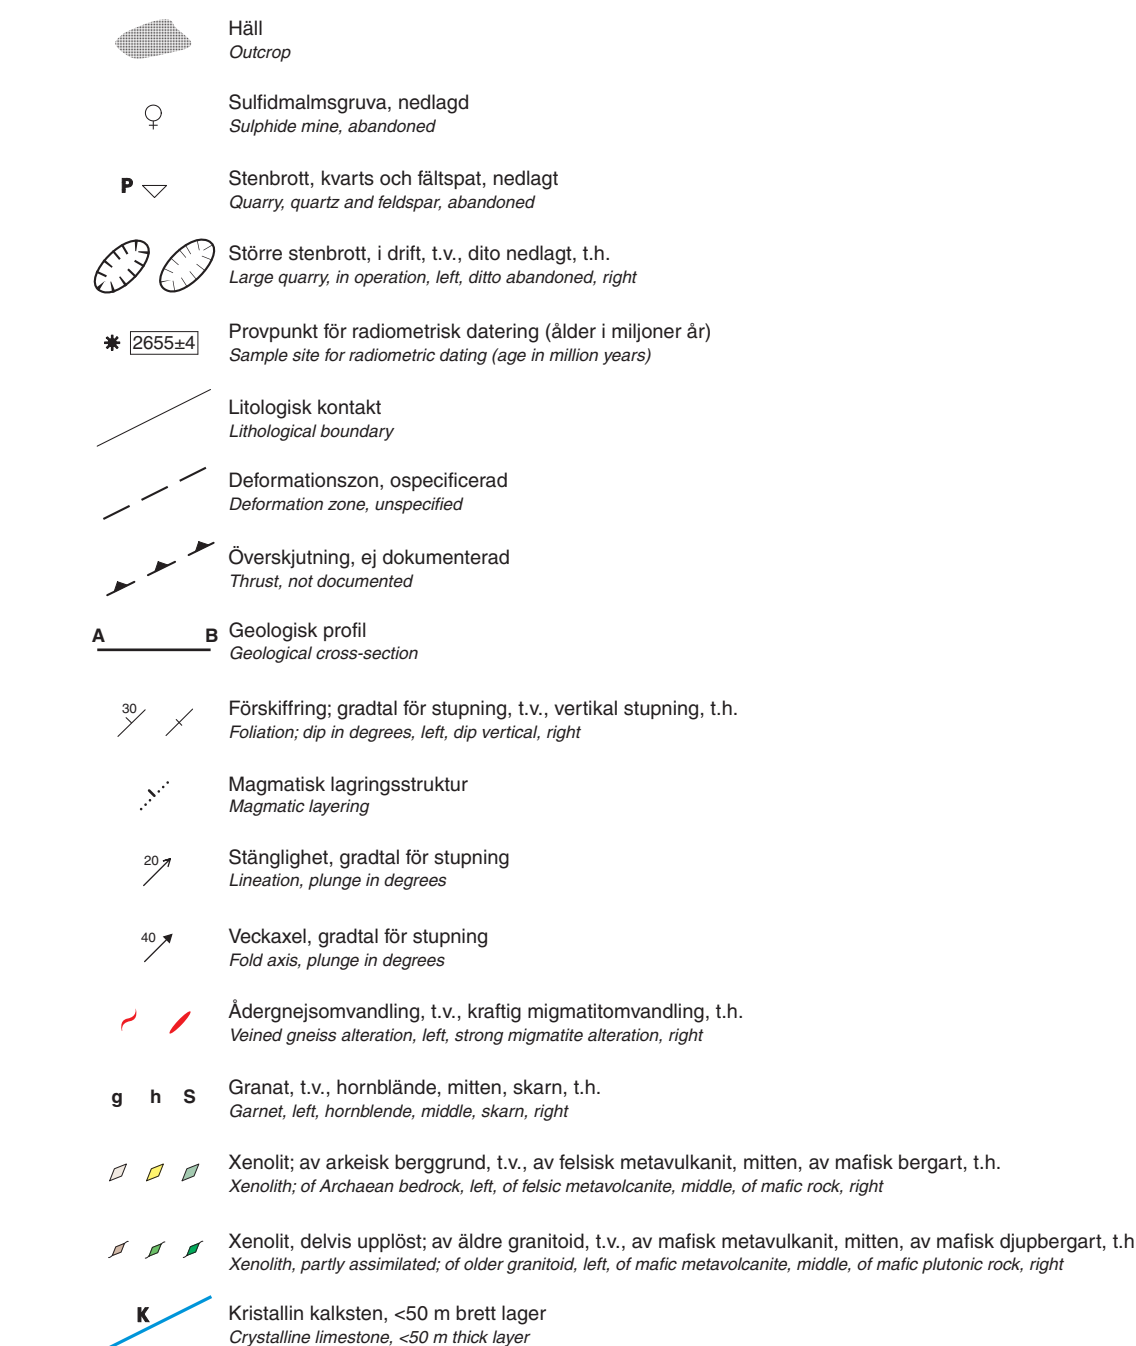 Häll
Outcrop
Sulfidmalmsgruva, nedlagd
Sulphide mine, abandoned
P
Stenbrott, kvarts och fältspat, nedlagt
Quarry, quartz and feldspar, abandoned
Större stenbrott, i drift, t.v., dito nedlagt, t.h.
Large quarry, in operation, left, ditto abandoned, right
2655±4
Provpunkt för radiometrisk datering (ålder i miljoner år)
Sample site for radiometric dating (age in million years)
Litologisk kontakt
Lithological boundary
Deformationszon, ospecificerad
Deformation zone, unspecified
Överskjutning, ej dokumenterad
Thrust, not documented
A B Geologisk profil
Geological cross-section
30
Förskiffring; gradtal för stupning, t.v., vertikal stupning, t.h.
Foliation; dip in degrees, left, dip vertical, right
Magmatisk lagringsstruktur
Magmatic layering
20
Stänglighet, gradtal för stupning
Lineation, plunge in degrees
40
Veckaxel, gradtal för stupning
Fold axis, plunge in degrees
Ådergnejsomvandling, t.v., kraftig migmatitomvandling, t.h.
Veined gneiss alteration, left, strong migmatite alteration, right
g h S
Granat, t.v., hornblände, mitten, skarn, t.h.
Garnet, left, hornblende, middle, skarn, right
Xenolit; av arkeisk berggrund, t.v., av felsisk metavulkanit, mitten, av mafisk bergart, t.h.
Xenolith; of Archaean bedrock, left, of felsic metavolcanite, middle, of mafic rock, right
Xenolit, delvis upplöst; av äldre granitoid, t.v., av mafisk metavulkanit, mitten, av mafisk djupbergart, t.h
Xenolith, partly assimilated; of older granitoid, left, of mafic metavolcanite, middle, of mafic plutonic rock, right
K
Kristallin kalksten, <50 m brett lager
Crystalline limestone, <50 m thick layer